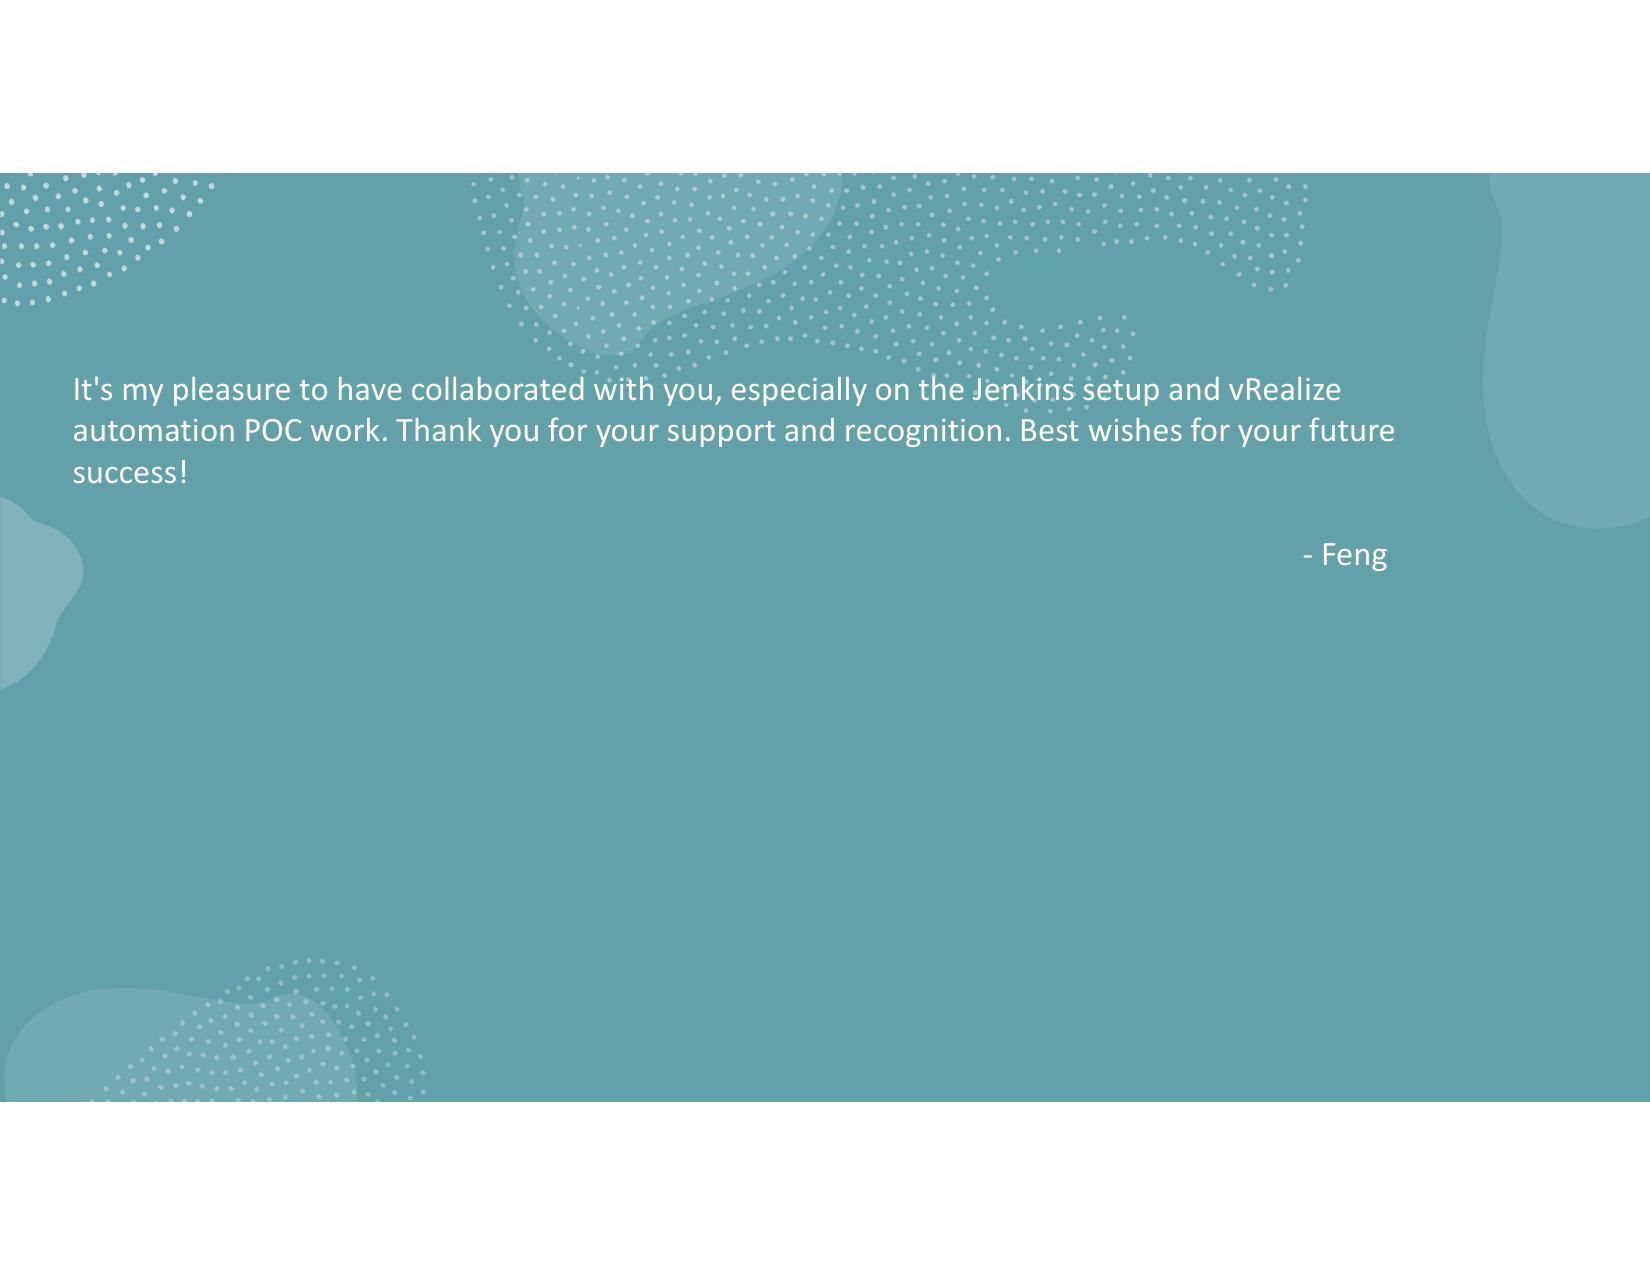 It's my pleasure to have collaborated with you, especially on the Jenkins setup and vRealize
automation POC work. Thank you for your support and recognition. Best wishes for your future
success!
- Feng